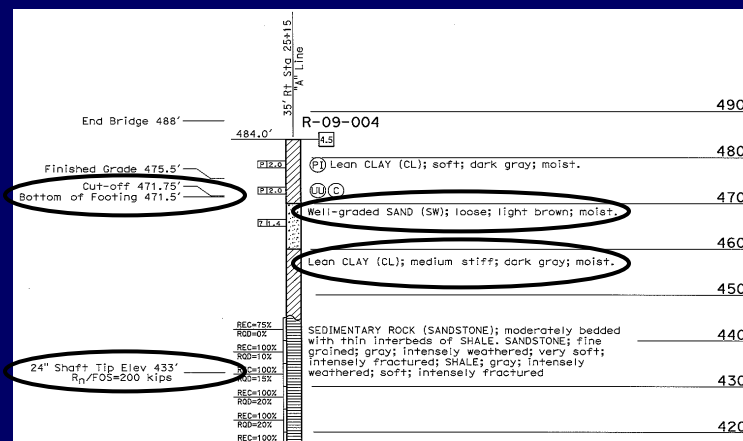 35' Rt Sta 25+15
"A" Line
490
End Bridge 488'
R-09-004
484.0'
4.5
480
Finished Grade 475.5'
PI2.0
PI Lean CLAY (CL); soft; dark gray; moist.
Cut-off 471.75'
PI2.0
UU C
Bottom of Footing 471.5'
470
Well-graded SAND (SW); loose; light brown; moist.
7 1.4
460
Lean CLAY (CL); medium stiff; dark gray; moist.
450
REC=75%
RQD=0%
SEDIMENTARY ROCK (SANDSTONE); moderately bedded
with thin interbeds of SHALE. SANDSTONE; fine
grained; gray; intensely weathered; very soft;
intensely fractured; SHALE; gray; intensely
weathered; soft; intensely fractured
440
REC=100%
RQD=10%
24" Shaft Tip Elev 433'
Rn/FOS=200 kips
REC=100%
RQD=15%
430
REC=100%
RQD=20%
REC=100%
RQD=20%
420
REC=100%